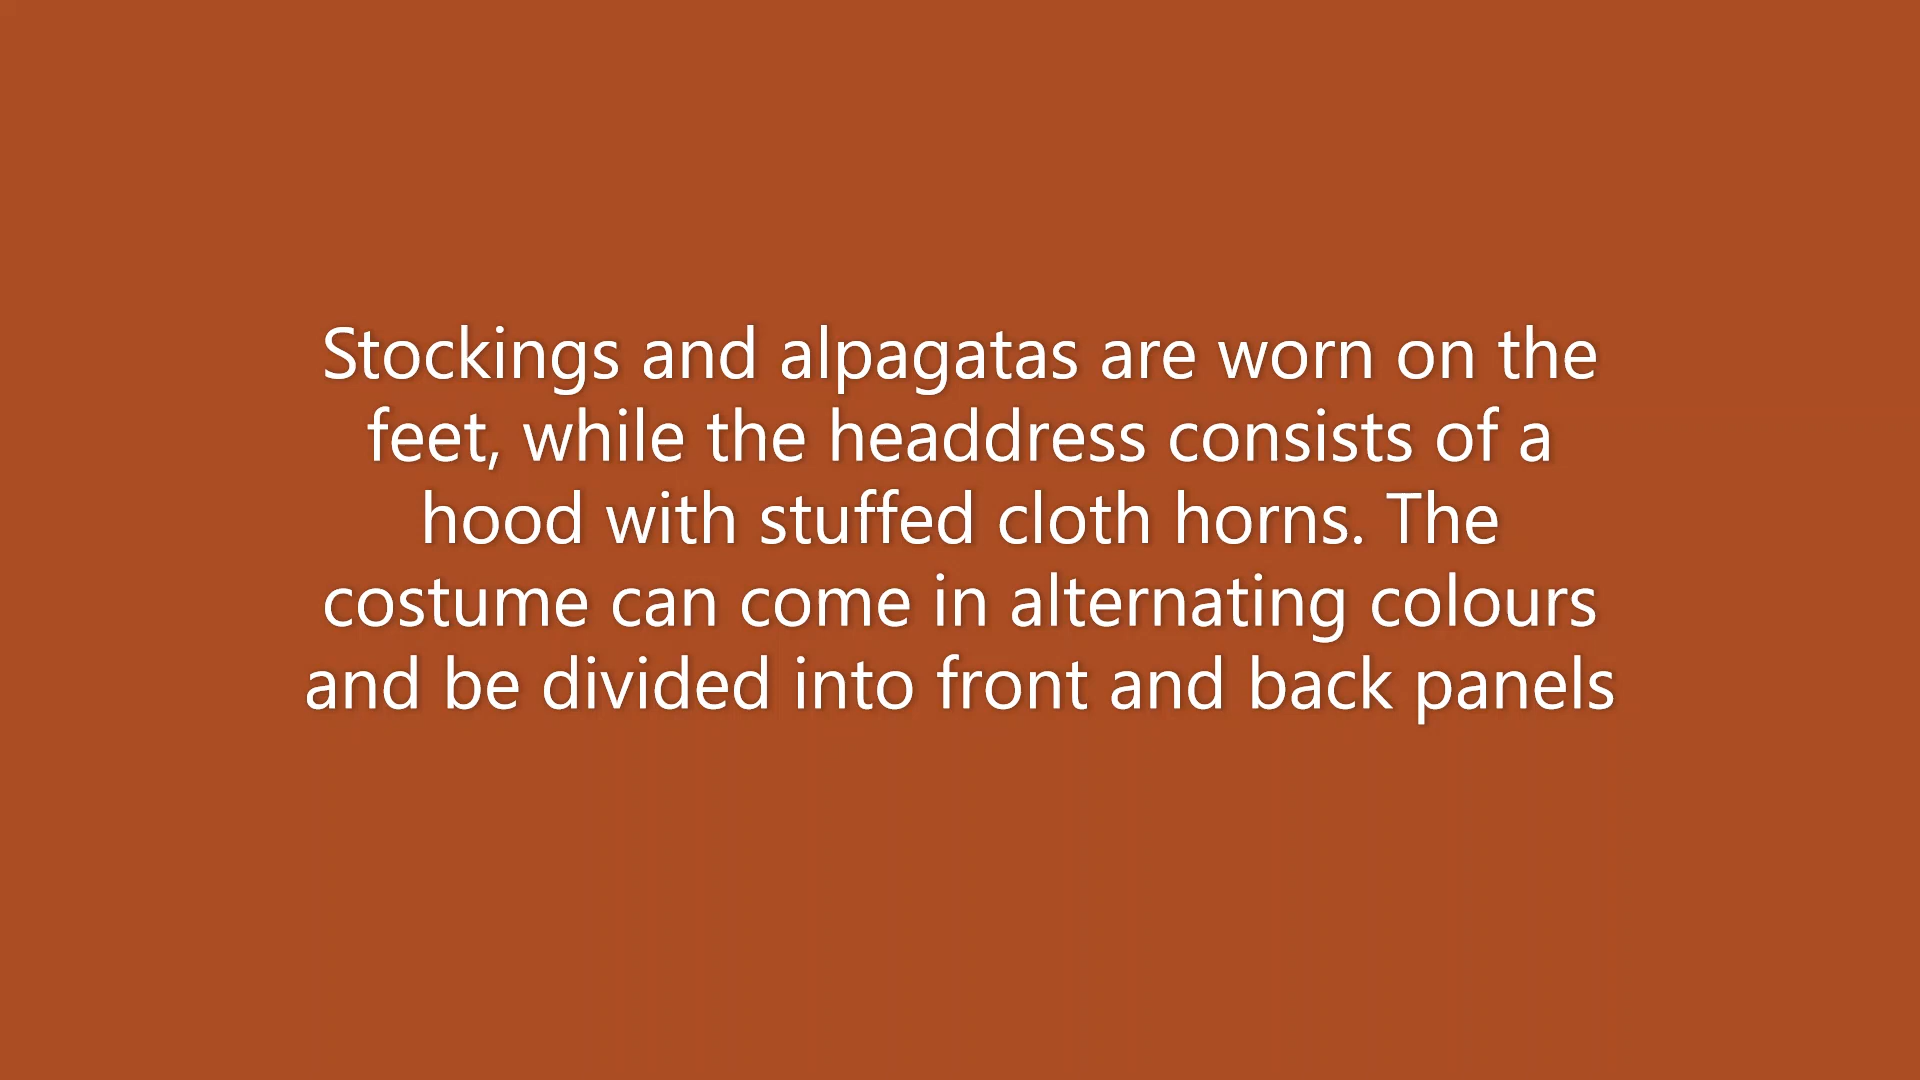 Stockings and alpagatas are worn on the
feet, while the headdress consists of a
hood with stuffed cloth horns. The
costume can come in alternating colours
and be divided into front and back panels